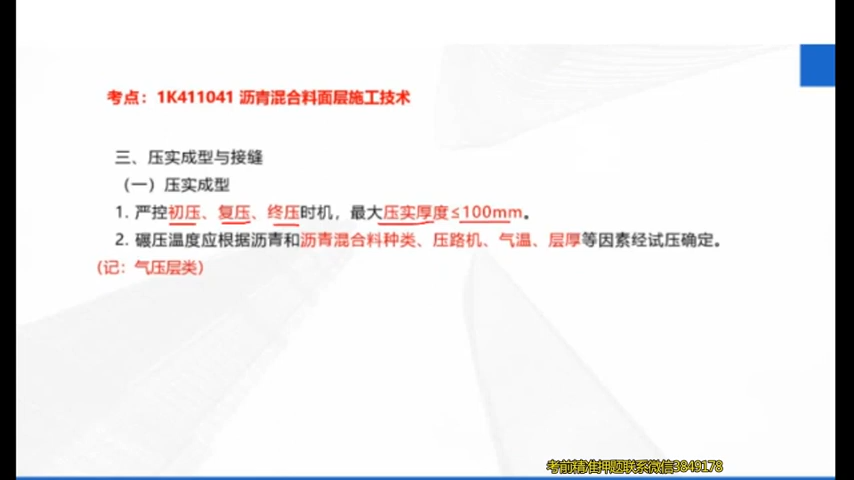 考点：1K411041 沥青混合料面层施工技术
三、压实成型与接缝
（一）压实成型
1. 严控初压、复压、终压时机，最大压实厚度≤100mm。
2. 碾压温度应根据沥青和沥青混合料种类、压路机、气温、层厚等因素经试压确定。
（记：气压层类）
考前精准押题联系微信3849178